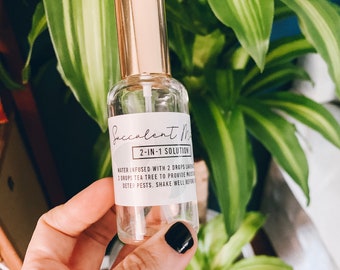 Succulent M
2-IN-1 SOLUTION
WATER INFUSED WITH 2 DROPS
2 DROPS TEA TREE TO PROVIDE
DETER PESTS. SHAKE WELL